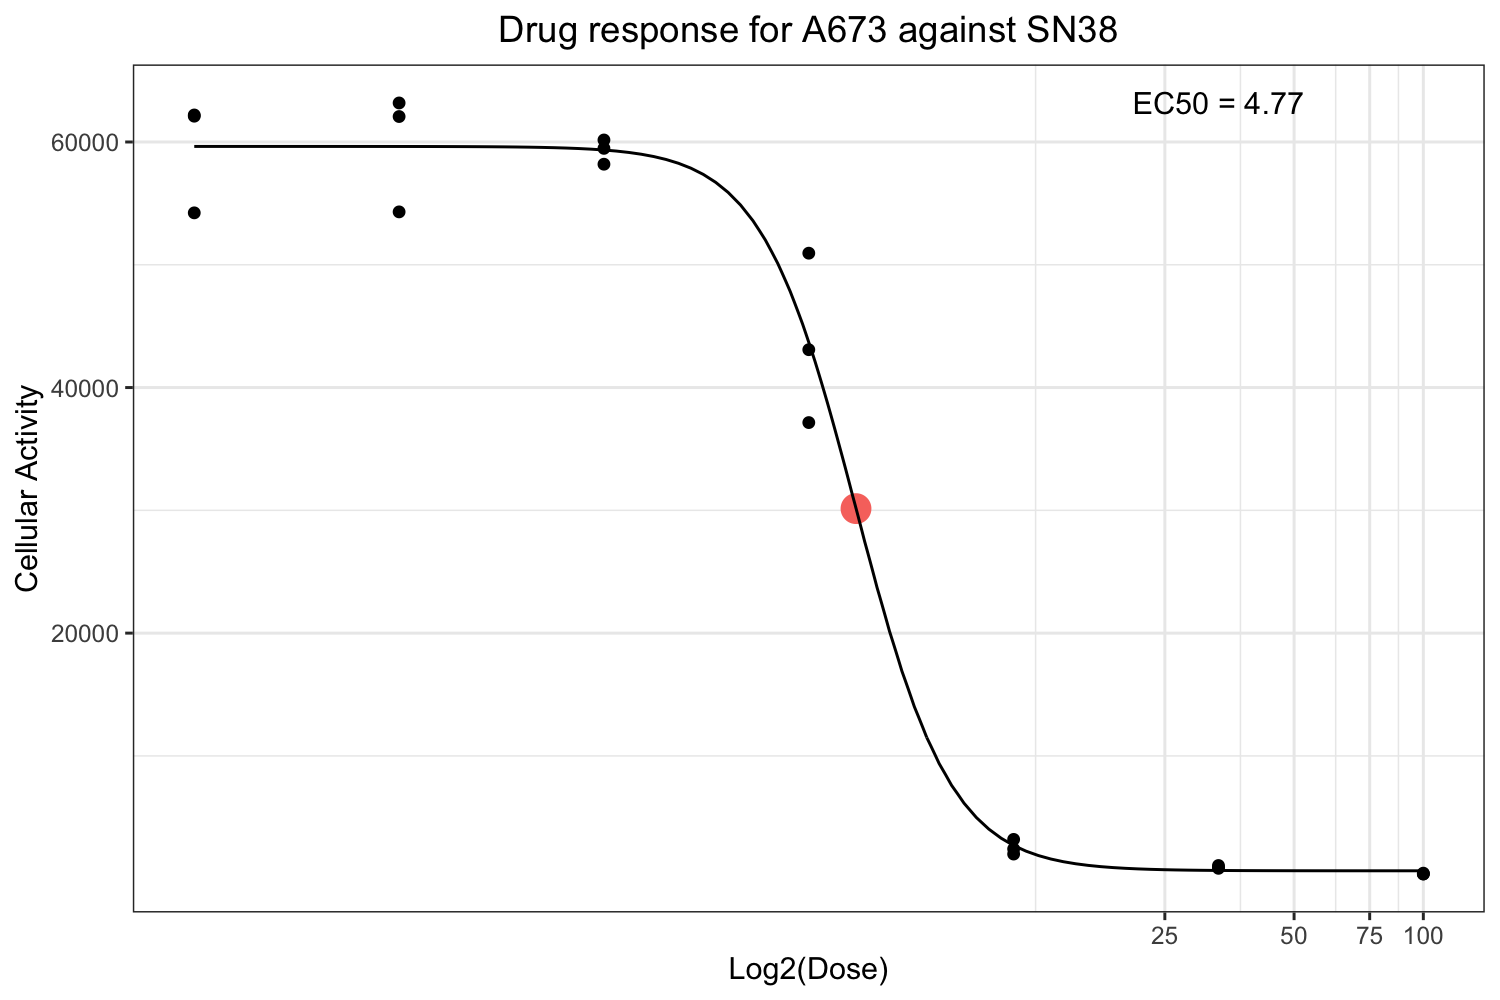 Drug response for A673 against SN38
EC50 = 4.77
60000
40000
20000
Cellular Activity
25 50 75 100
Log2(Dose)